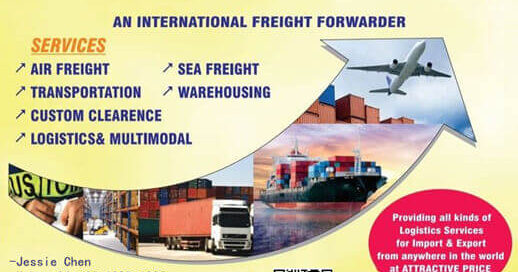 AN INTERNATIONAL FREIGHT FORWARDER
SERVICES
↗ AIR FREIGHT ↗ SEA FREIGHT
↗ TRANSPORTATION ↗ WAREHOUSING
↗ CUSTOM CLEARENCE
↗ LOGISTICS& MULTIMODAL
Providing all kinds of
Logistics Services
for Import & Export
from anywhere in the world
at ATTRACTIVE PRICE
-Jessie Chen